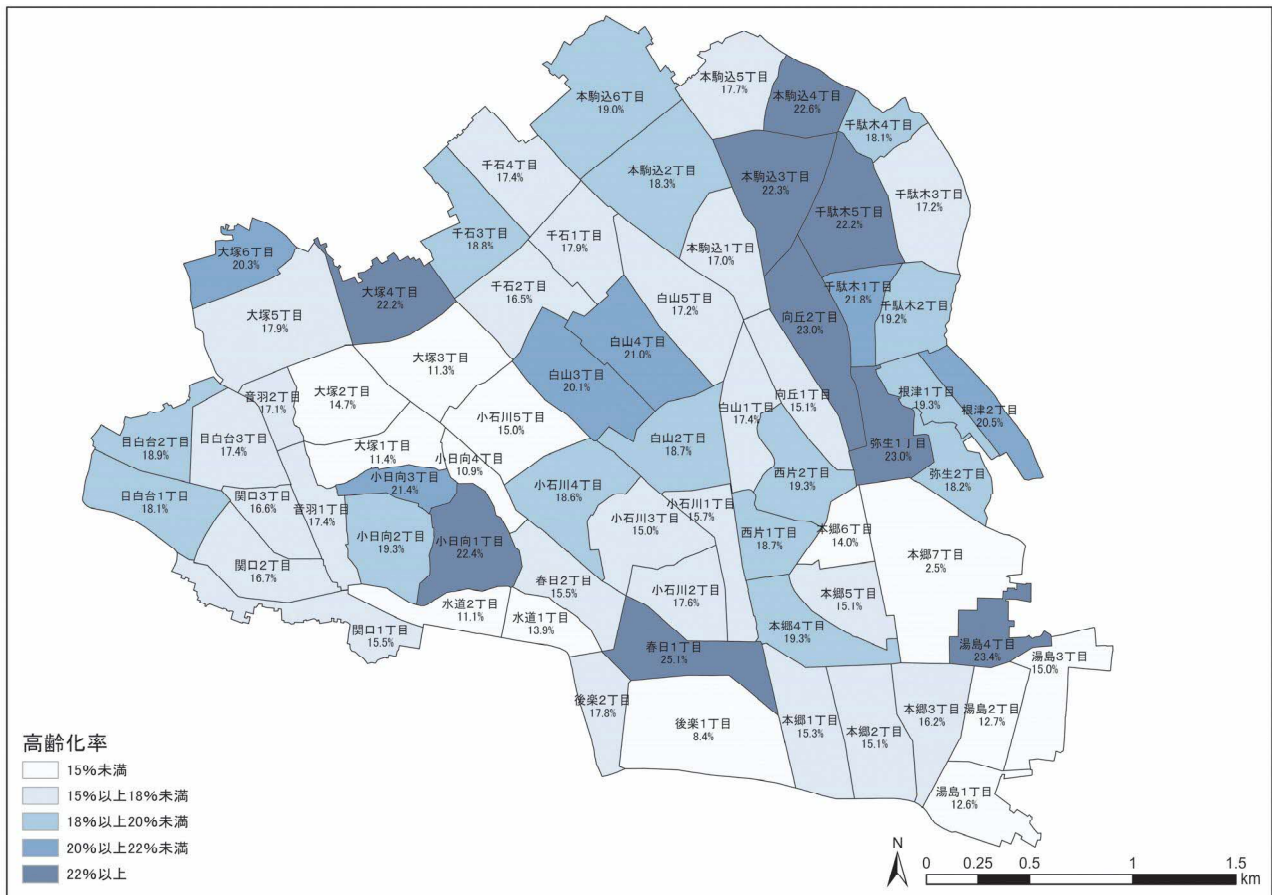 本駒込5丁目
17.7%
本駒込4丁目
22.6%
本駒込6丁目
19.0%
千駄木4丁目
18.1%
千石4丁目
17.4%
本駒込2丁目
18.3%
本駒込3丁目
22.3%
千駄木3丁目
17.2%
千駄木5丁目
22.2%
千石3丁目
18.8%
千石1丁目
17.9%
本駒込1丁目
17.0%
大塚6丁目
20.3%
大塚4丁目
22.2%
千石2丁目
16.5%
白山5丁目
17.2%
千駄木1丁目
21.8%
千駄木2丁目
19.2%
大塚5丁目
17.9%
向丘2丁目
23.0%
白山4丁目
21.0%
大塚3丁目
11.3%
白山3丁目
20.1%
音羽2丁目
17.1%
大塚2丁目
14.7%
向丘1丁目
15.1%
根津1丁目
19.3%
根津2丁目
20.5%
白山1丁目
17.4%
小石川5丁目
15.0%
目白台2丁目
18.9%
目白台3丁目
17.4%
大塚1丁目
11.4%
白山2丁目
18.7%
弥生1丁目
23.0%
小日向4丁目
10.9%
西片2丁目
19.3%
弥生2丁目
18.2%
小日向3丁目
21.4%
小石川4丁目
18.6%
目白台1丁目
18.1%
関口3丁目
16.6%
音羽1丁目
17.4%
小石川1丁目
15.7%
小石川3丁目
15.0%
西片1丁目
18.7%
本郷6丁目
14.0%
小日向2丁目
19.3%
小日向1丁目
22.4%
本郷7丁目
2.5%
関口2丁目
16.7%
春日2丁目
15.5%
小石川2丁目
17.6%
本郷5丁目
15.1%
水道2丁目
11.1%
水道1丁目
13.9%
本郷4丁目
19.3%
関口1丁目
15.5%
春日1丁目
25.1%
湯島4丁目
23.4%
湯島3丁目
15.0%
後楽2丁目
17.8%
後楽1丁目
8.4%
本郷1丁目
15.3%
本郷2丁目
15.1%
本郷3丁目
16.2%
湯島2丁目
12.7%
湯島1丁目
12.6%
高齢化率
15%未満
15%以上18%未満
18%以上20%未満
20%以上22%未満
22%以上
N
0 0.25 0.5 1 1.5
km